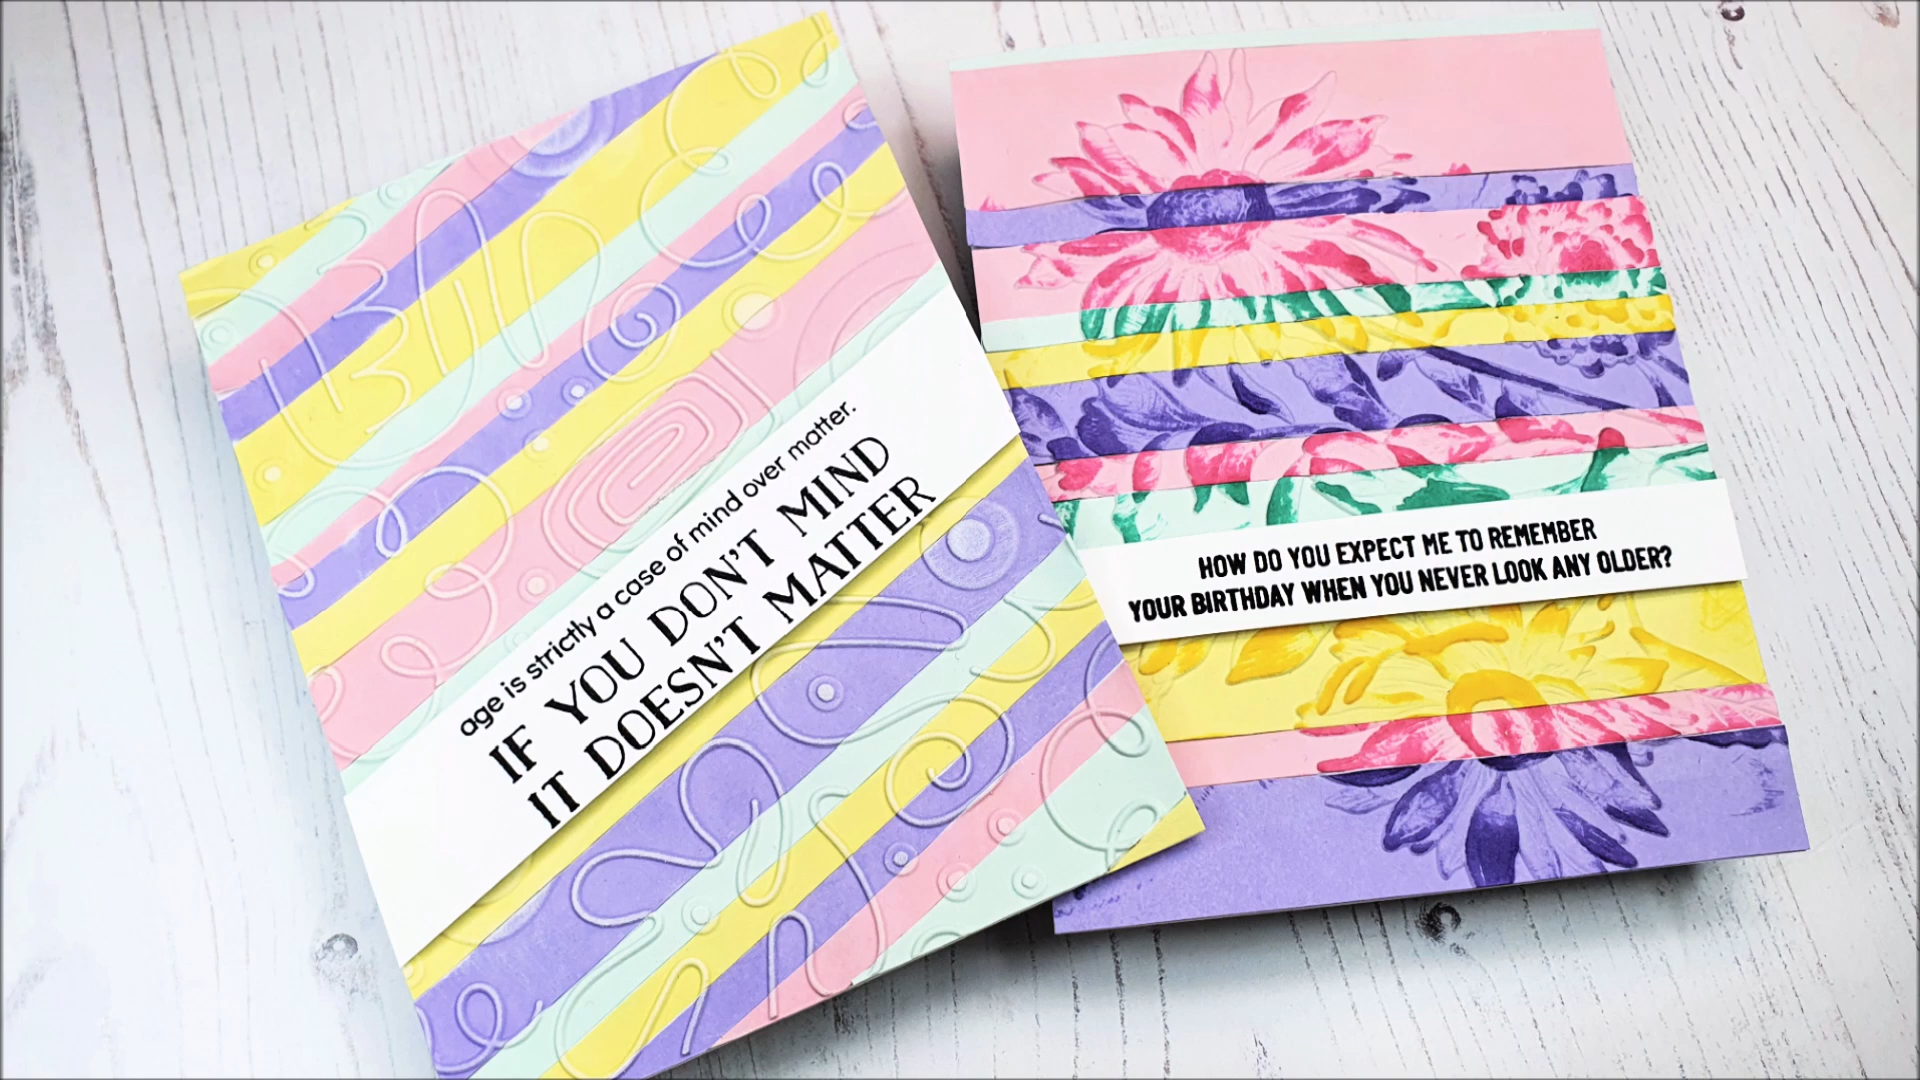 age is strictly a case of mind over matter.
IF YOU DON'T MIND
IT DOESN'T MATTER
HOW DO YOU EXPECT ME TO REMEMBER
YOUR BIRTHDAY WHEN YOU NEVER LOOK ANY OLDER?